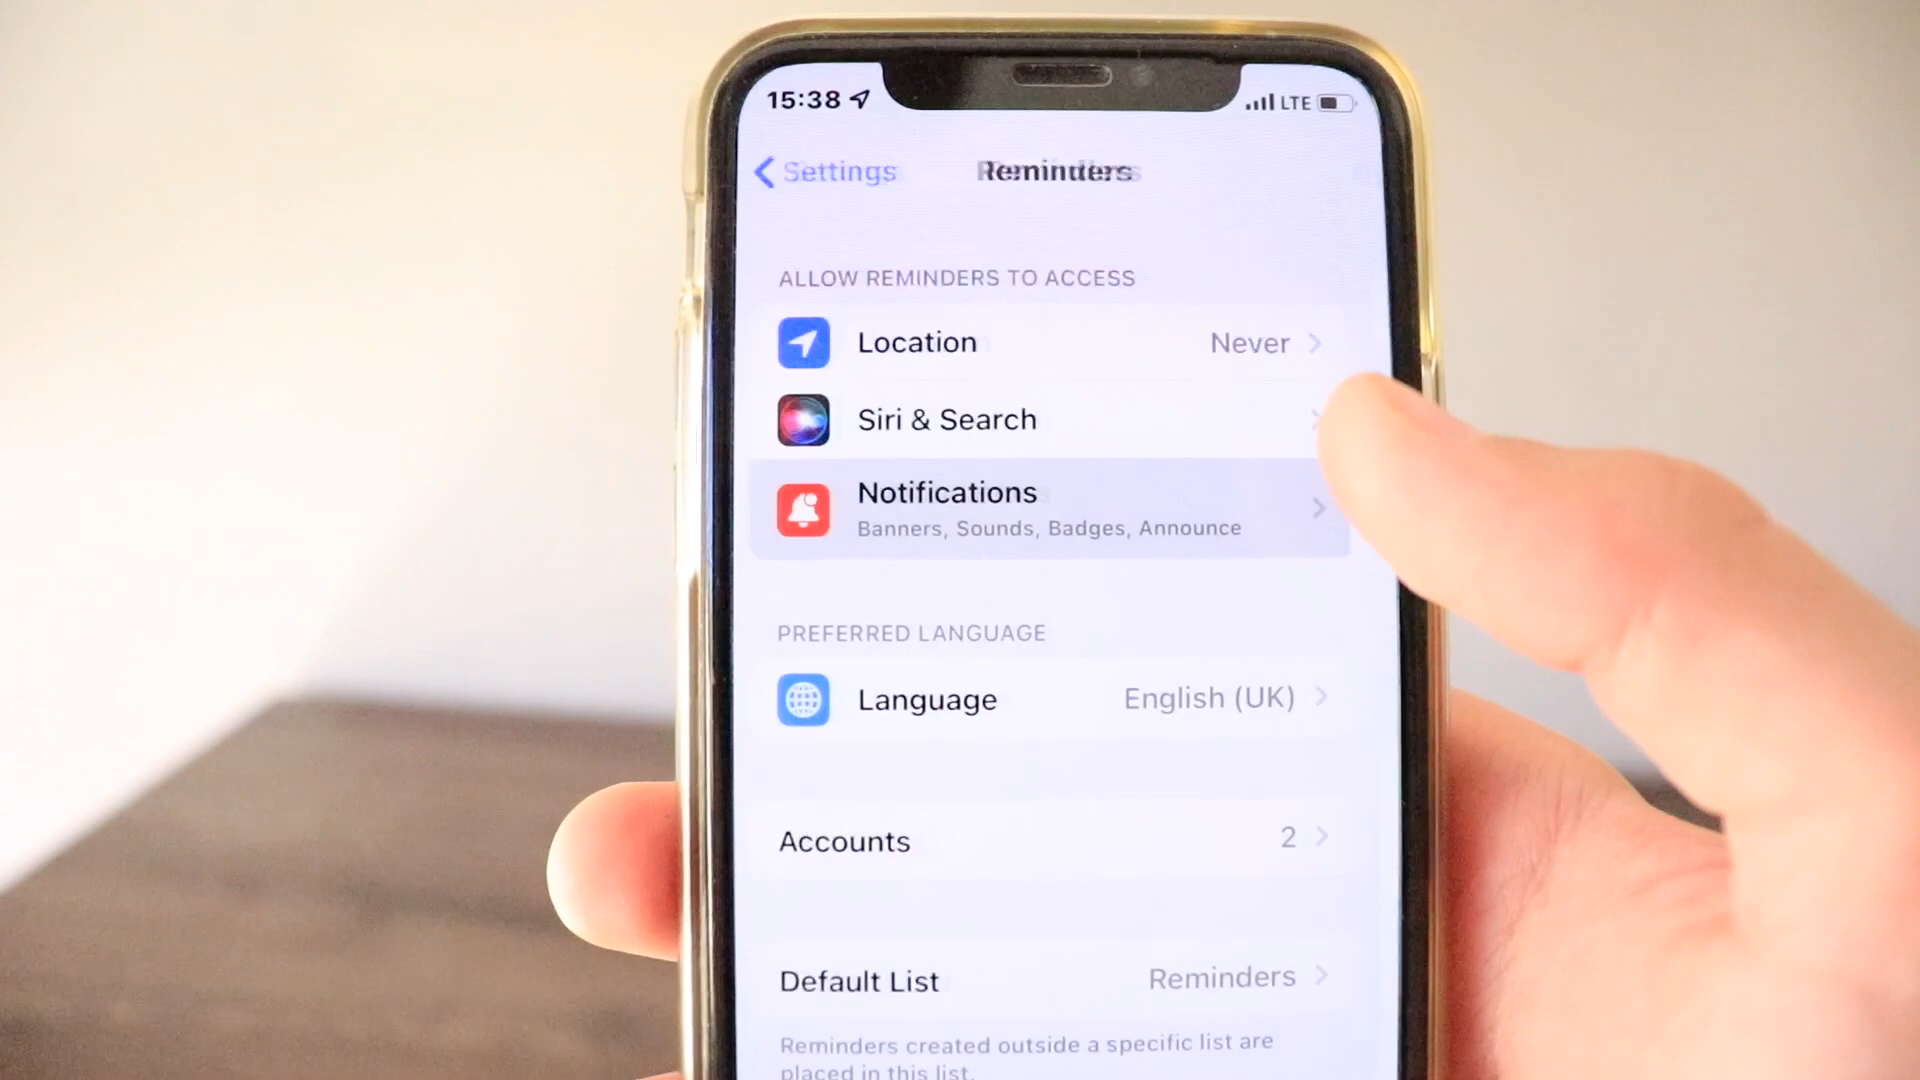 15:38 LTE
Settings Reminders
ALLOW REMINDERS TO ACCESS
Location Never
Siri & Search
Notifications
Banners, Sounds, Badges, Announce
PREFERRED LANGUAGE
Language English (UK)
Accounts 2
Default List Reminders
Reminders created outside a specific list are
placed in this list.